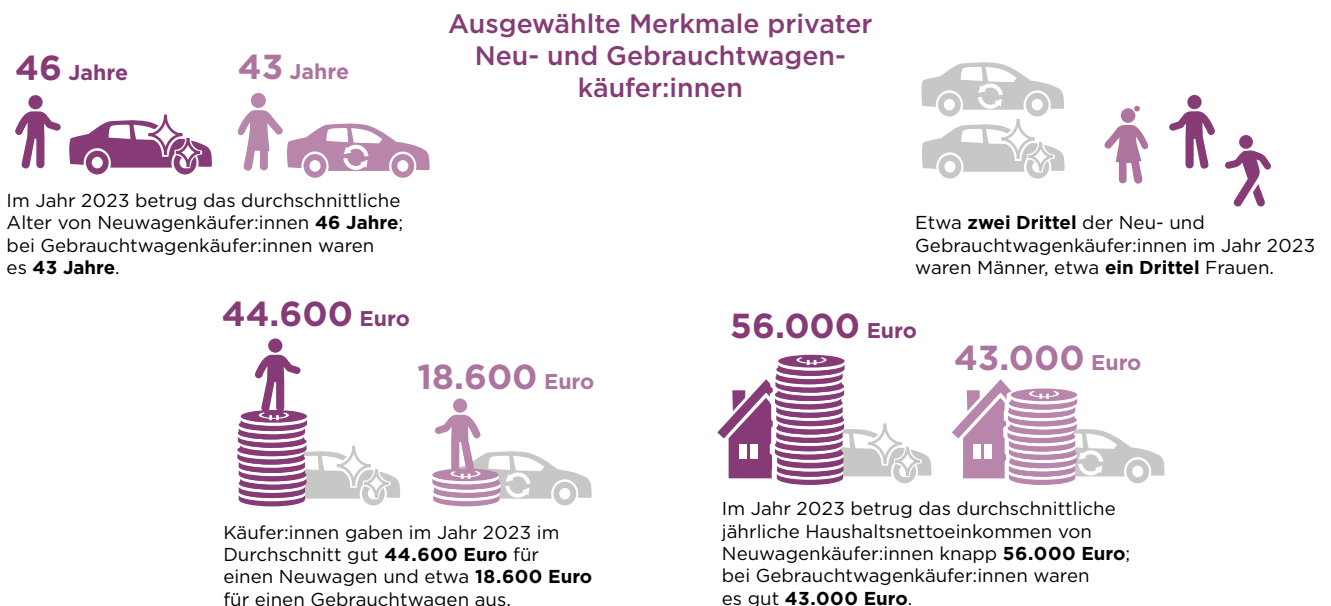 Ausgewählte Merkmale privater
Neu- und Gebrauchtwagen-
käufer:innen
46 Jahre
43 Jahre
Im Jahr 2023 betrug das durchschnittliche
Alter von Neuwagenkäufer:innen 46 Jahre;
bei Gebrauchtwagenkäufer:innen waren
es 43 Jahre.
Etwa zwei Drittel der Neu- und
Gebrauchtwagenkäufer:innen im Jahr 2023
waren Männer, etwa ein Drittel Frauen.
44.600 Euro
18.600 Euro
Käufer:innen gaben im Jahr 2023 im
Durchschnitt gut 44.600 Euro für
einen Neuwagen und etwa 18.600 Euro
für einen Gebrauchtwagen aus.
56.000 Euro
43.000 Euro
Im Jahr 2023 betrug das durchschnittliche
jährliche Haushaltsnettoeinkommen von
Neuwagenkäufer:innen knapp 56.000 Euro;
bei Gebrauchtwagenkäufer:innen waren
es gut 43.000 Euro.